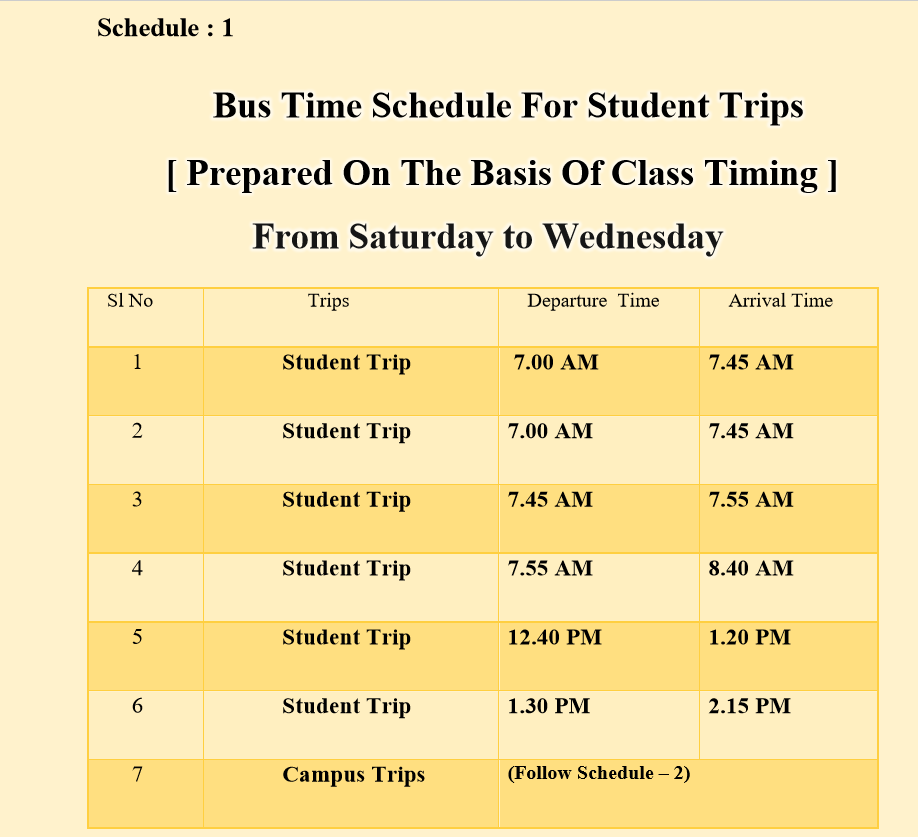 Schedule : 1
Bus Time Schedule For Student Trips
[ Prepared On The Basis Of Class Timing ]
From Saturday to Wednesday
Sl No Trips Departure Time Arrival Time
1 Student Trip 7.00 AM 7.45 AM
2 Student Trip 7.00 AM 7.45 AM
3 Student Trip 7.45 AM 7.55 AM
4 Student Trip 7.55 AM 8.40 AM
5 Student Trip 12.40 PM 1.20 PM
6 Student Trip 1.30 PM 2.15 PM
7 Campus Trips (Follow Schedule – 2)